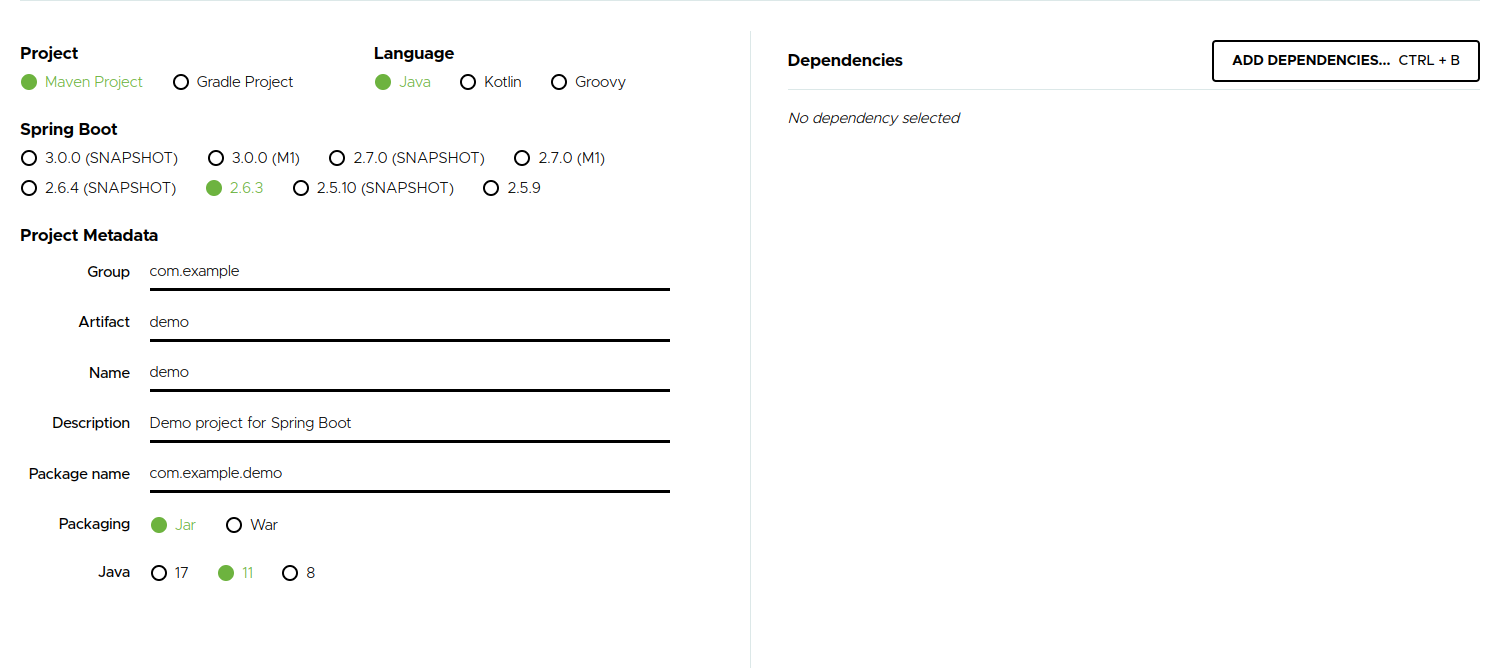 Project
Maven Project Gradle Project
Language
Java Kotlin Groovy
Spring Boot
3.0.0 (SNAPSHOT) 3.0.0 (M1) 2.7.0 (SNAPSHOT) 2.7.0 (M1)
2.6.4 (SNAPSHOT) 2.6.3 2.5.10 (SNAPSHOT) 2.5.9
Project Metadata
Group com.example
Artifact demo
Name demo
Description Demo project for Spring Boot
Package name com.example.demo
Packaging Jar War
Java 17 11 8
Dependencies
ADD DEPENDENCIES... CTRL + B
No dependency selected